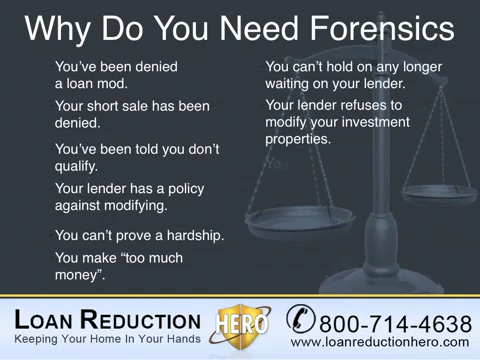 Why Do You Need Forensics
·You’ve been denied
a loan mod.
·Your short sale has been
denied.
·You’ve been told you don’t
qualify.
·Your lender has a policy
against modifying.
·You can’t prove a hardship.
·You make “too much
money”.
·You can’t hold on any longer
waiting on your lender.
·Your lender refuses to
modify your investment
properties.
You
LOAN REDUCTION
Keeping Your Home In Your Hands
HERO
800-714-4638
www.loanreductionhero.com